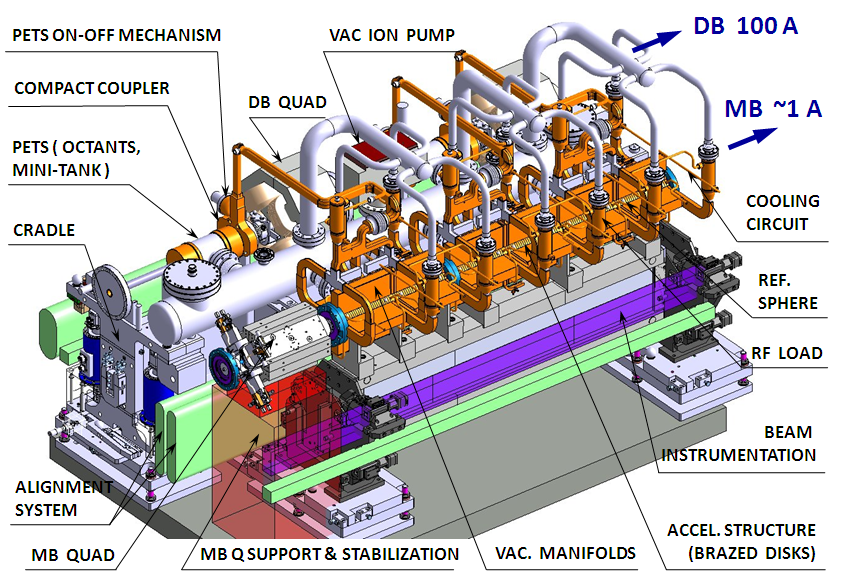 PETS ON-OFF MECHANISM
VAC ION PUMP
DB 100 A
COMPACT COUPLER
DB QUAD
MB ~1 A
PETS ( OCTANTS,
MINI-TANK )
CRADLE
COOLING
CIRCUIT
REF.
SPHERE
RF LOAD
BEAM
INSTRUMENTATION
ALIGNMENT
SYSTEM
MB QUAD
MB Q SUPPORT & STABILIZATION
VAC. MANIFOLDS
ACCEL. STRUCTURE
(BRAZED DISKS)